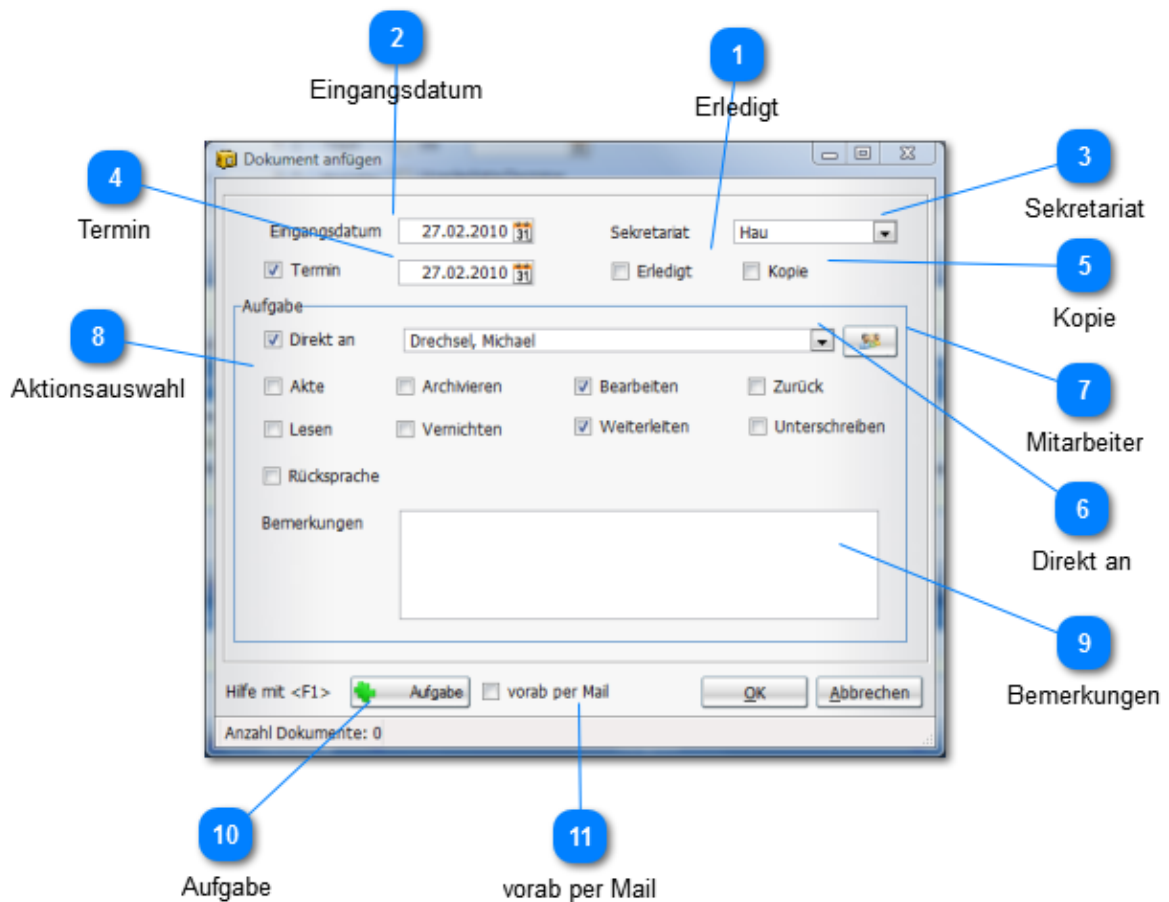 2
Eingangsdatum
1
Erledigt
3
Sekretariat
4
Termin
5
Kopie
8
Aktionsauswahl
7
Mitarbeiter
6
Direkt an
9
Bemerkungen
10
Aufgabe
11
vorab per Mail
Dokument anfügen
Eingangsdatum 27.02.2010 31 Sekretariat Hau
Termin 27.02.2010 31 Erledigt Kopie
Aufgabe
Direkt an Drechsel, Michael
Akte Archivieren Bearbeiten Zurück
Lesen Vernichten Weiterleiten Unterschreiben
Rücksprache
Bemerkungen
Hilfe mit <F1> Aufgabe vorab per Mail OK Abbrechen
Anzahl Dokumente: 0